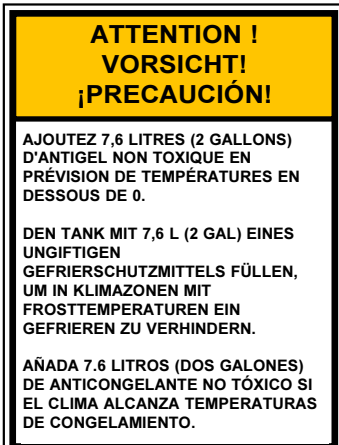 ATTENTION !
VORSICHT!
¡PRECAUCIÓN!
AJOUTEZ 7,6 LITRES (2 GALLONS)
D'ANTIGEL NON TOXIQUE EN
PRÉVISION DE TEMPÉRATURES EN
DESSOUS DE 0.
DEN TANK MIT 7,6 L (2 GAL) EINES
UNGIFTIGEN
GEFRIERSCHUTZMITTELS FÜLLEN,
UM IN KLIMAZONEN MIT
FROSTTEMPERATUREN EIN
GEFRIEREN ZU VERHINDERN.
AÑADA 7.6 LITROS (DOS GALONES)
DE ANTICONGELANTE NO TÓXICO SI
EL CLIMA ALCANZA TEMPERATURAS
DE CONGELAMIENTO.